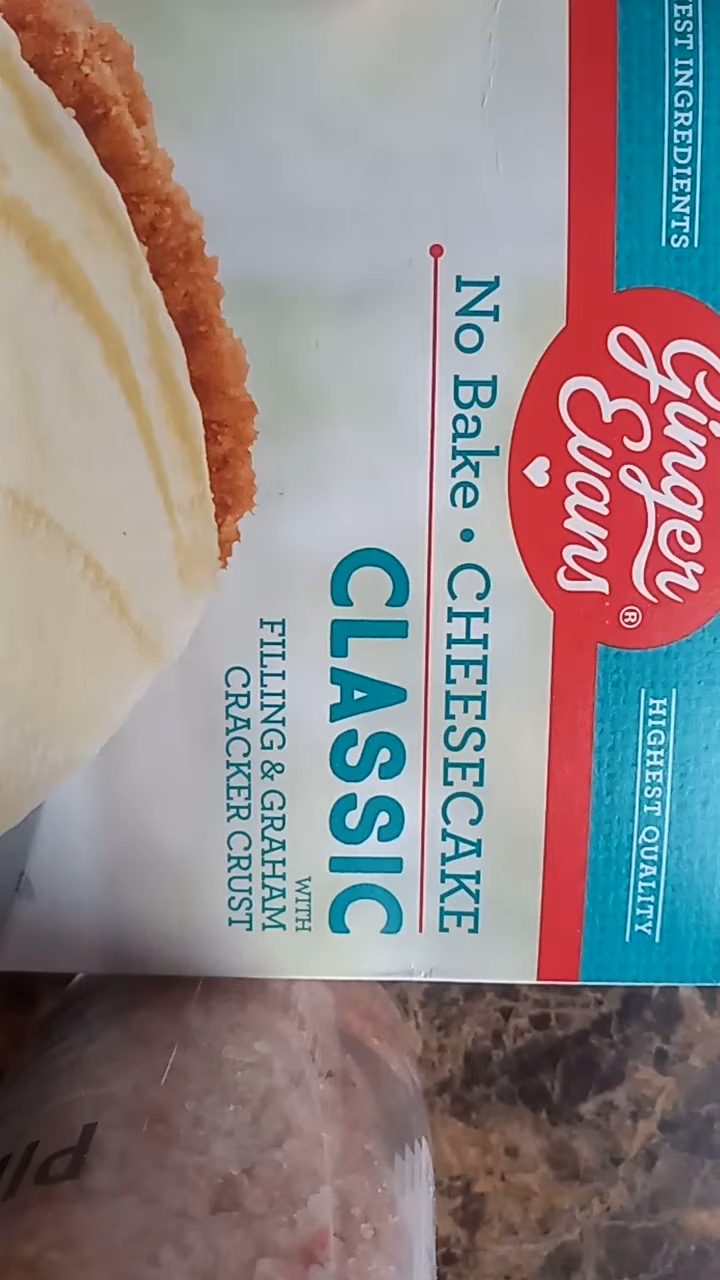 EST INGREDIENTS
Ginger
Evans®
HIGHEST QUALITY
No Bake • CHEESECAKE
CLASSIC
WITH
FILLING & GRAHAM
CRACKER CRUST